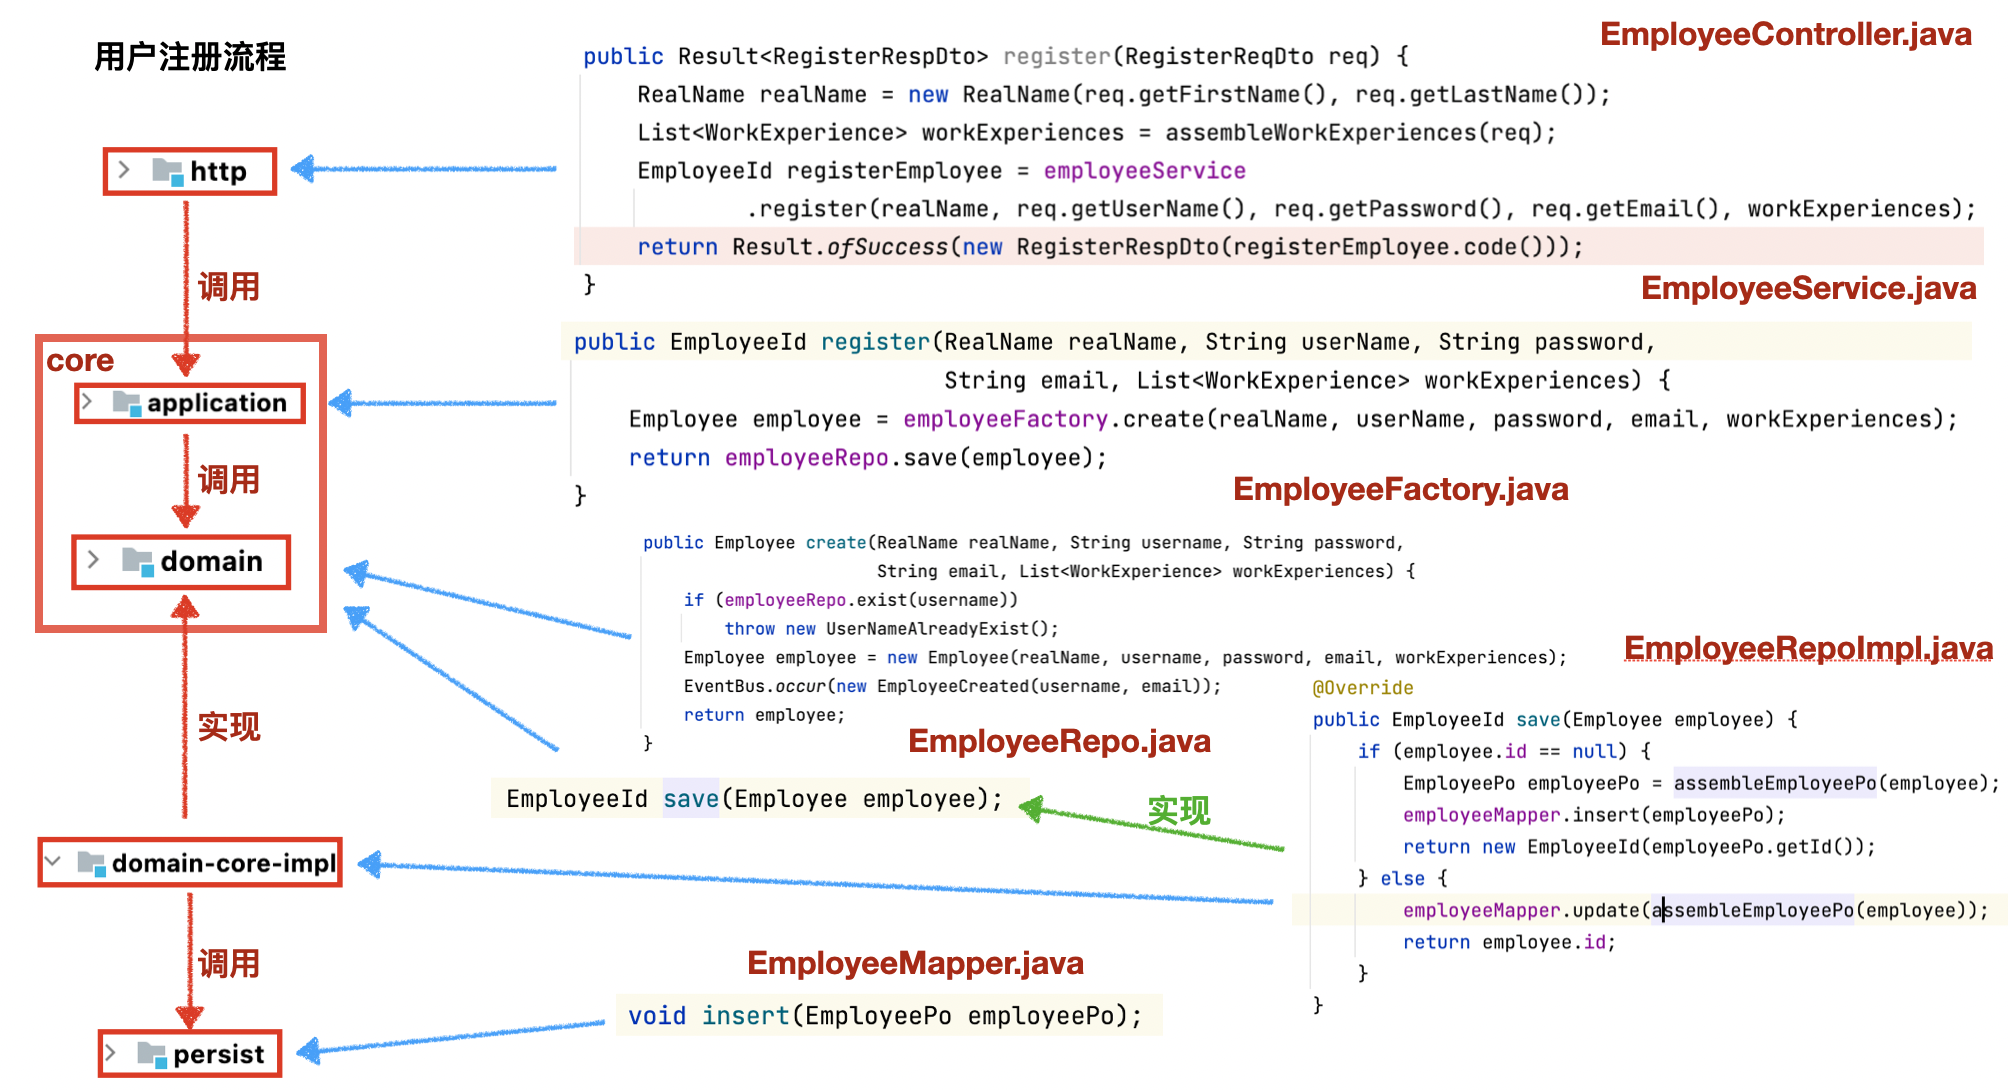 用户注册流程
http
调用
core
application
调用
domain
实现
domain-core-impl
调用
persist
EmployeeController.java
public Result<RegisterRespDto> register(RegisterReqDto req) {
RealName realName = new RealName(req.getFirstName(), req.getLastName());
List<WorkExperience> workExperiences = assembleWorkExperiences(req);
EmployeeId registerEmployee = employeeService
.register(realName, req.getUserName(), req.getPassword(), req.getEmail(), workExperiences);
return Result.ofSuccess(new RegisterRespDto(registerEmployee.code()));
}
EmployeeService.java
public EmployeeId register(RealName realName, String userName, String password,
String email, List<WorkExperience> workExperiences) {
Employee employee = employeeFactory.create(realName, userName, password, email, workExperiences);
return employeeRepo.save(employee);
}
EmployeeFactory.java
public Employee create(RealName realName, String username, String password,
String email, List<WorkExperience> workExperiences) {
if (employeeRepo.exist(username))
throw new UserNameAlreadyExist();
Employee employee = new Employee(realName, username, password, email, workExperiences);
EventBus.occur(new EmployeeCreated(username, email));
return employee;
}
EmployeeRepo.java
EmployeeId save(Employee employee);
实现
EmployeeRepoImpl.java
@Override
public EmployeeId save(Employee employee) {
if (employee.id == null) {
EmployeePo employeePo = assembleEmployeePo(employee);
employeeMapper.insert(employeePo);
return new EmployeeId(employeePo.getId());
} else {
employeeMapper.update(assembleEmployeePo(employee));
return employee.id;
}
}
EmployeeMapper.java
void insert(EmployeePo employeePo);